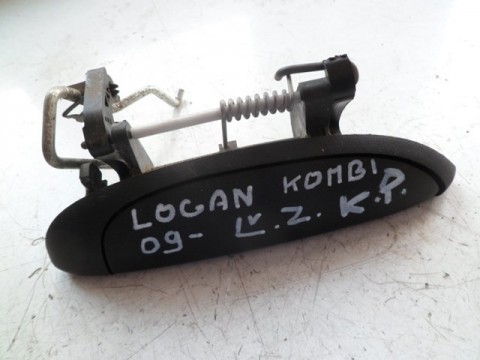 LOGAN KOMBI
09- LV. Z. K.P.